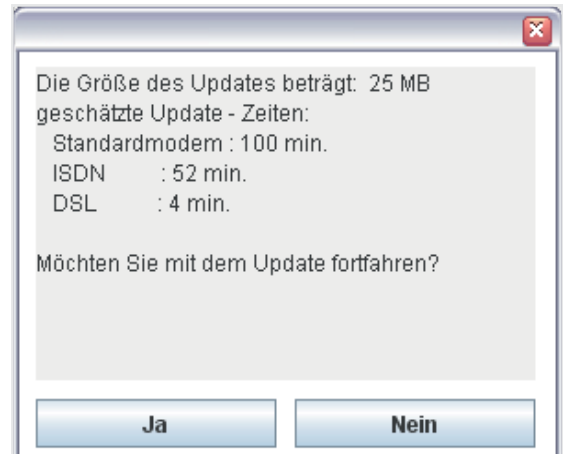 Die Größe des Updates beträgt: 25 MB
geschätzte Update - Zeiten:
Standardmodem : 100 min.
ISDN : 52 min.
DSL : 4 min.
Möchten Sie mit dem Update fortfahren?
Ja Nein